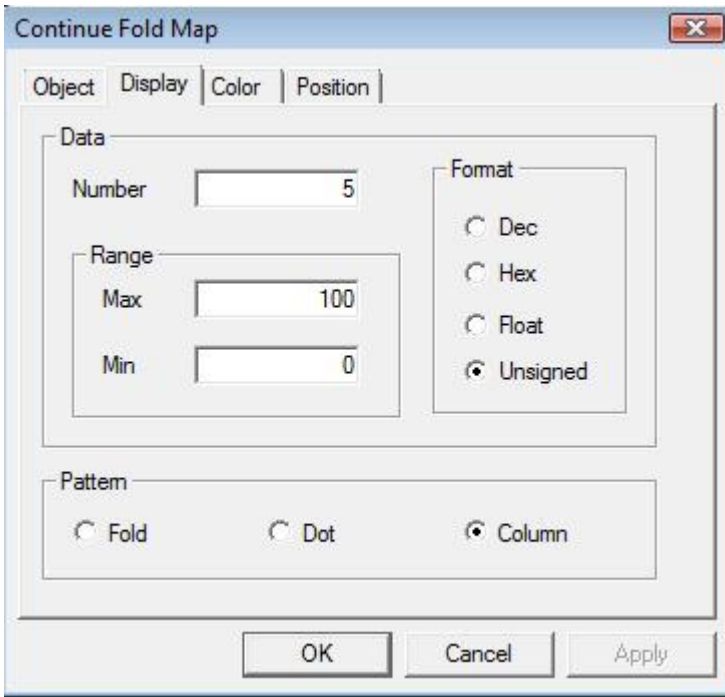 Continue Fold Map
Object Display Color Position
Data
Number 5
Range
Max 100
Min 0
Format
Dec
Hex
Float
Unsigned
Pattern
Fold Dot Column
OK Cancel Apply